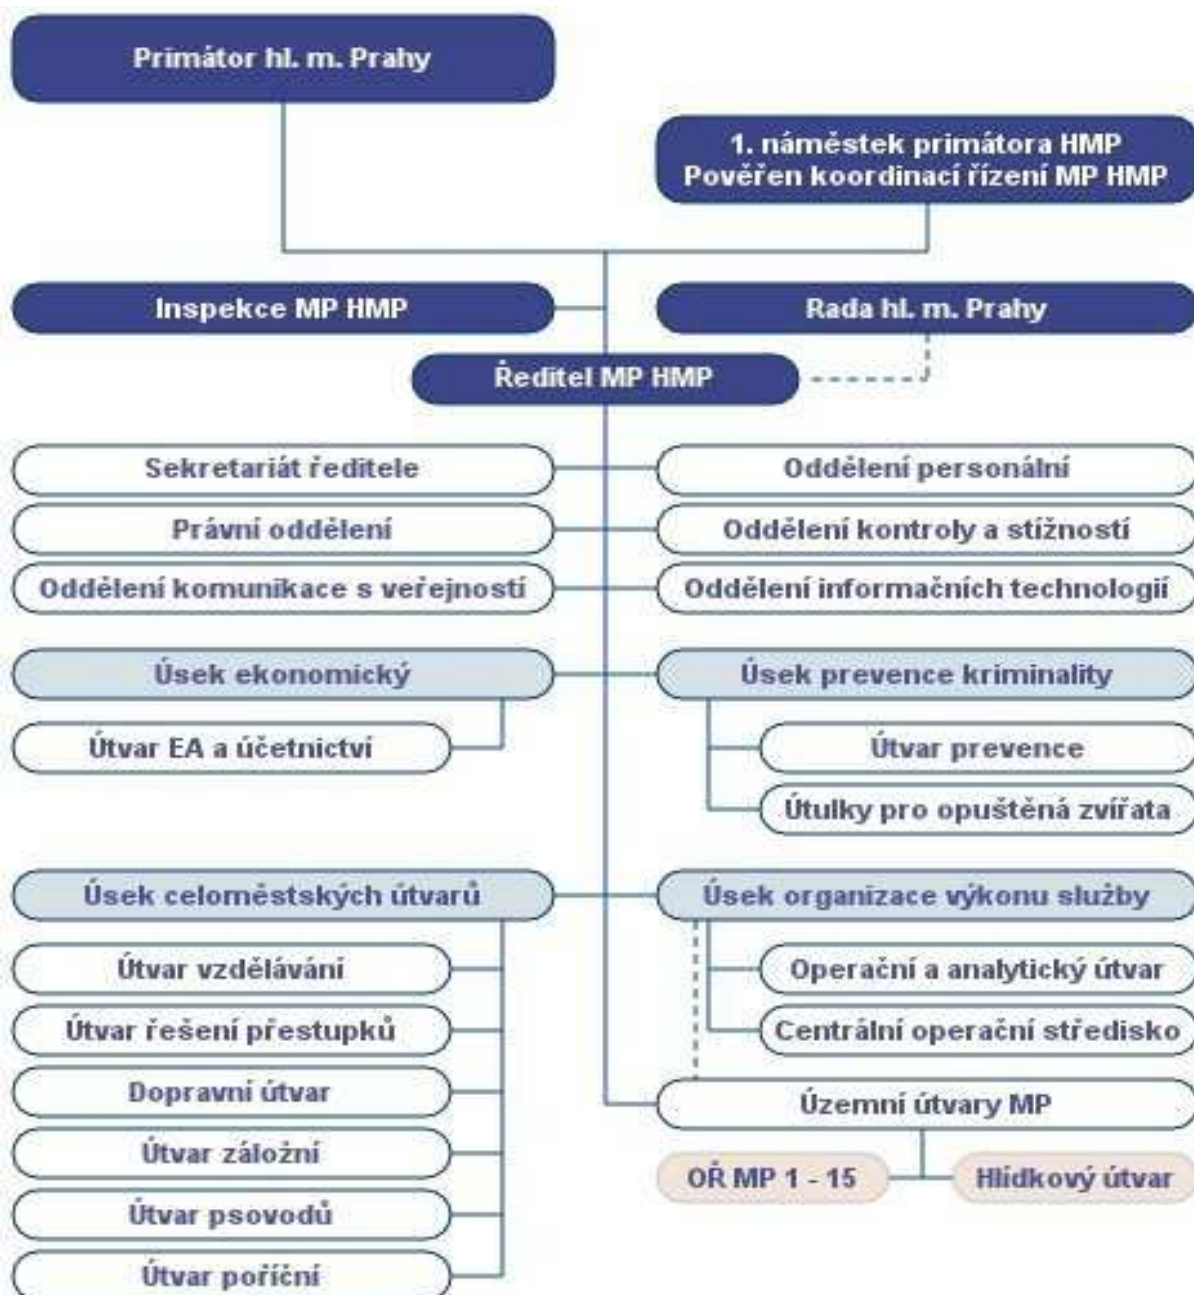 Primátor hl. m. Prahy
1. náměstek primátora HMP
Pověřen koordinací řízení MP HMP
Inspekce MP HMP
Rada hl. m. Prahy
Ředitel MP HMP
Sekretariát ředitele
Oddělení personální
Právní oddělení
Oddělení kontroly a stížností
Oddělení komunikace s veřejností
Oddělení informačních technologií
Úsek ekonomický
Úsek prevence kriminality
Útvar EA a účetnictví
Útvar prevence
Útulky pro opuštěná zvířata
Úsek celoměstských útvarů
Úsek organizace výkonu služby
Útvar vzdělávání
Operační a analytický útvar
Útvar řešení přestupků
Centrální operační středisko
Dopravní útvar
Územní útvary MP
Útvar záložní
OŘ MP 1 - 15
Hlídkový útvar
Útvar psovodů
Útvar poříční